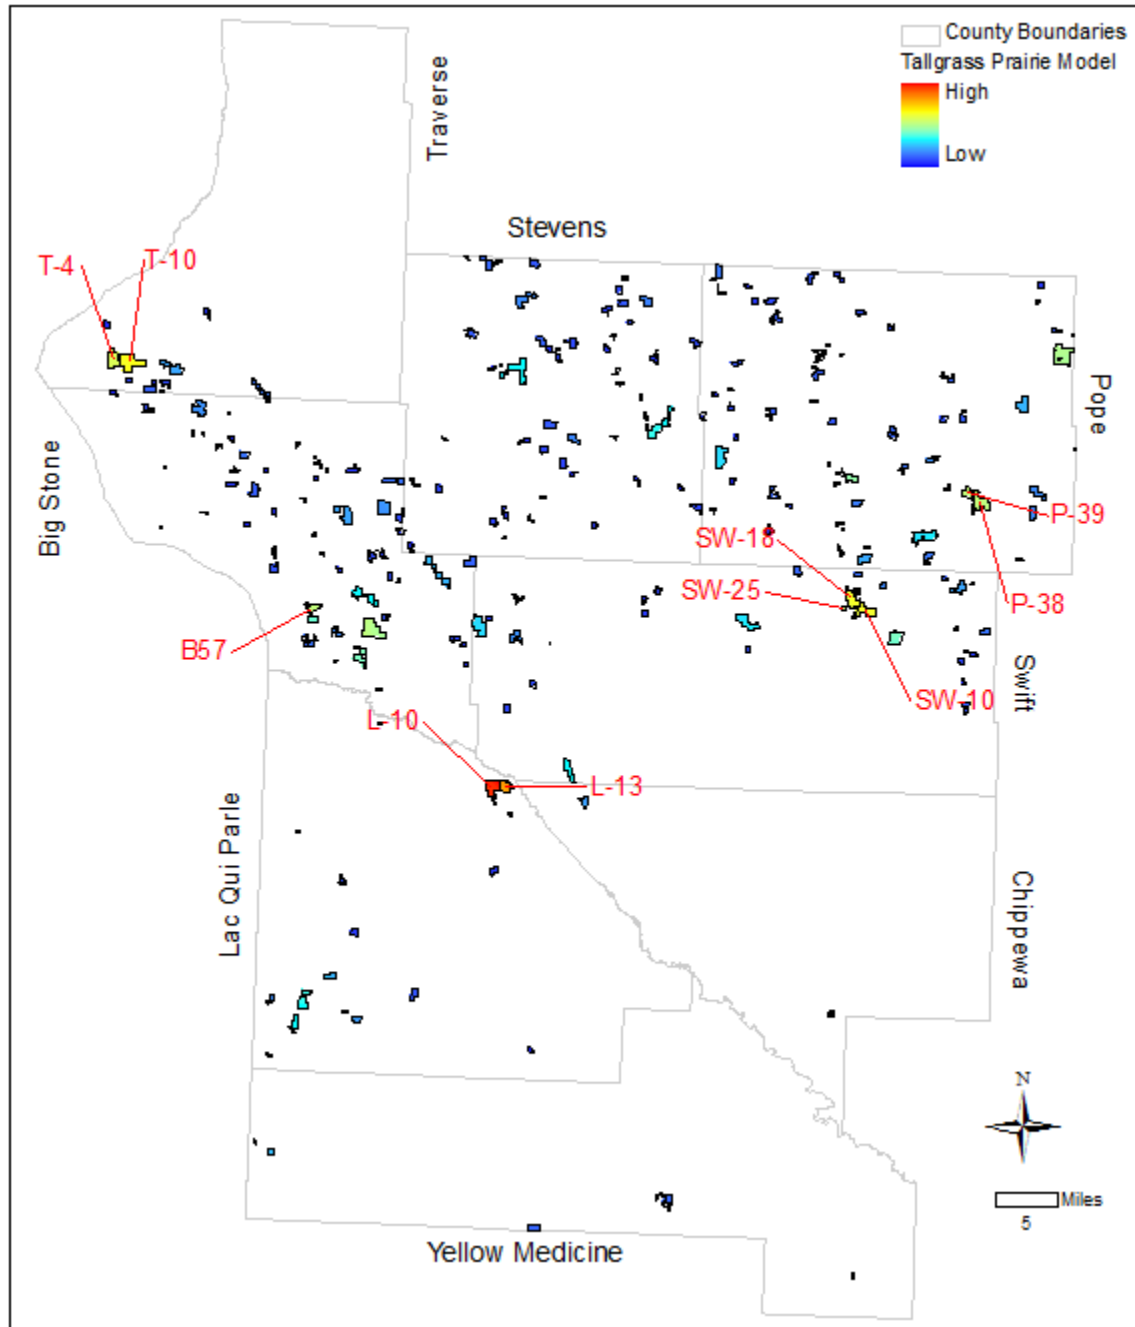 County Boundaries
Tallgrass Prairie Model
High
Low
Traverse
Stevens
T-4
T-10
Pope
Big Stone
P-39
SW-18
SW-25
P-38
B57
SW-10
Swift
L-10
L-13
Lac Qui Parle
Chippewa
N
Miles
5
Yellow Medicine